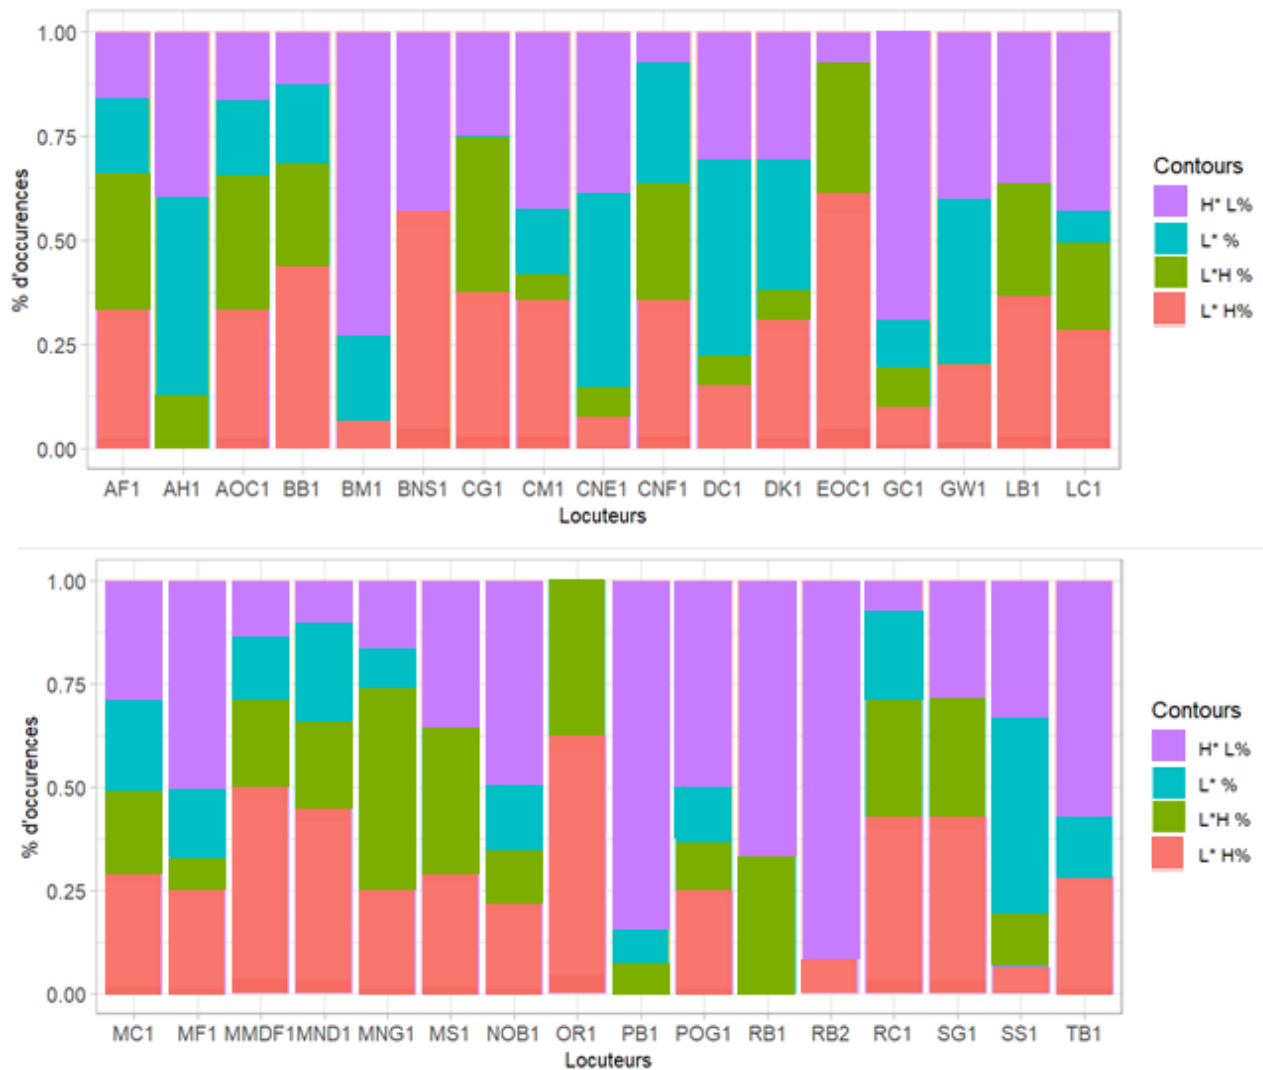 1.00
0.75
0.50
0.25
0.00
% d'occurences
AF1 AH1 AOC1 BB1 BM1 BNS1 CG1 CM1 CNE1 CNF1 DC1 DK1 EOC1 GC1 GW1 LB1 LC1
Locuteurs
Contours
H* L%
L* %
L*H %
L* H%
1.00
0.75
0.50
0.25
0.00
% d'occurences
MC1 MF1 MMDF1 MND1 MNG1 MS1 NOB1 OR1 PB1 POG1 RB1 RB2 RC1 SG1 SS1 TB1
Locuteurs
Contours
H* L%
L* %
L*H %
L* H%